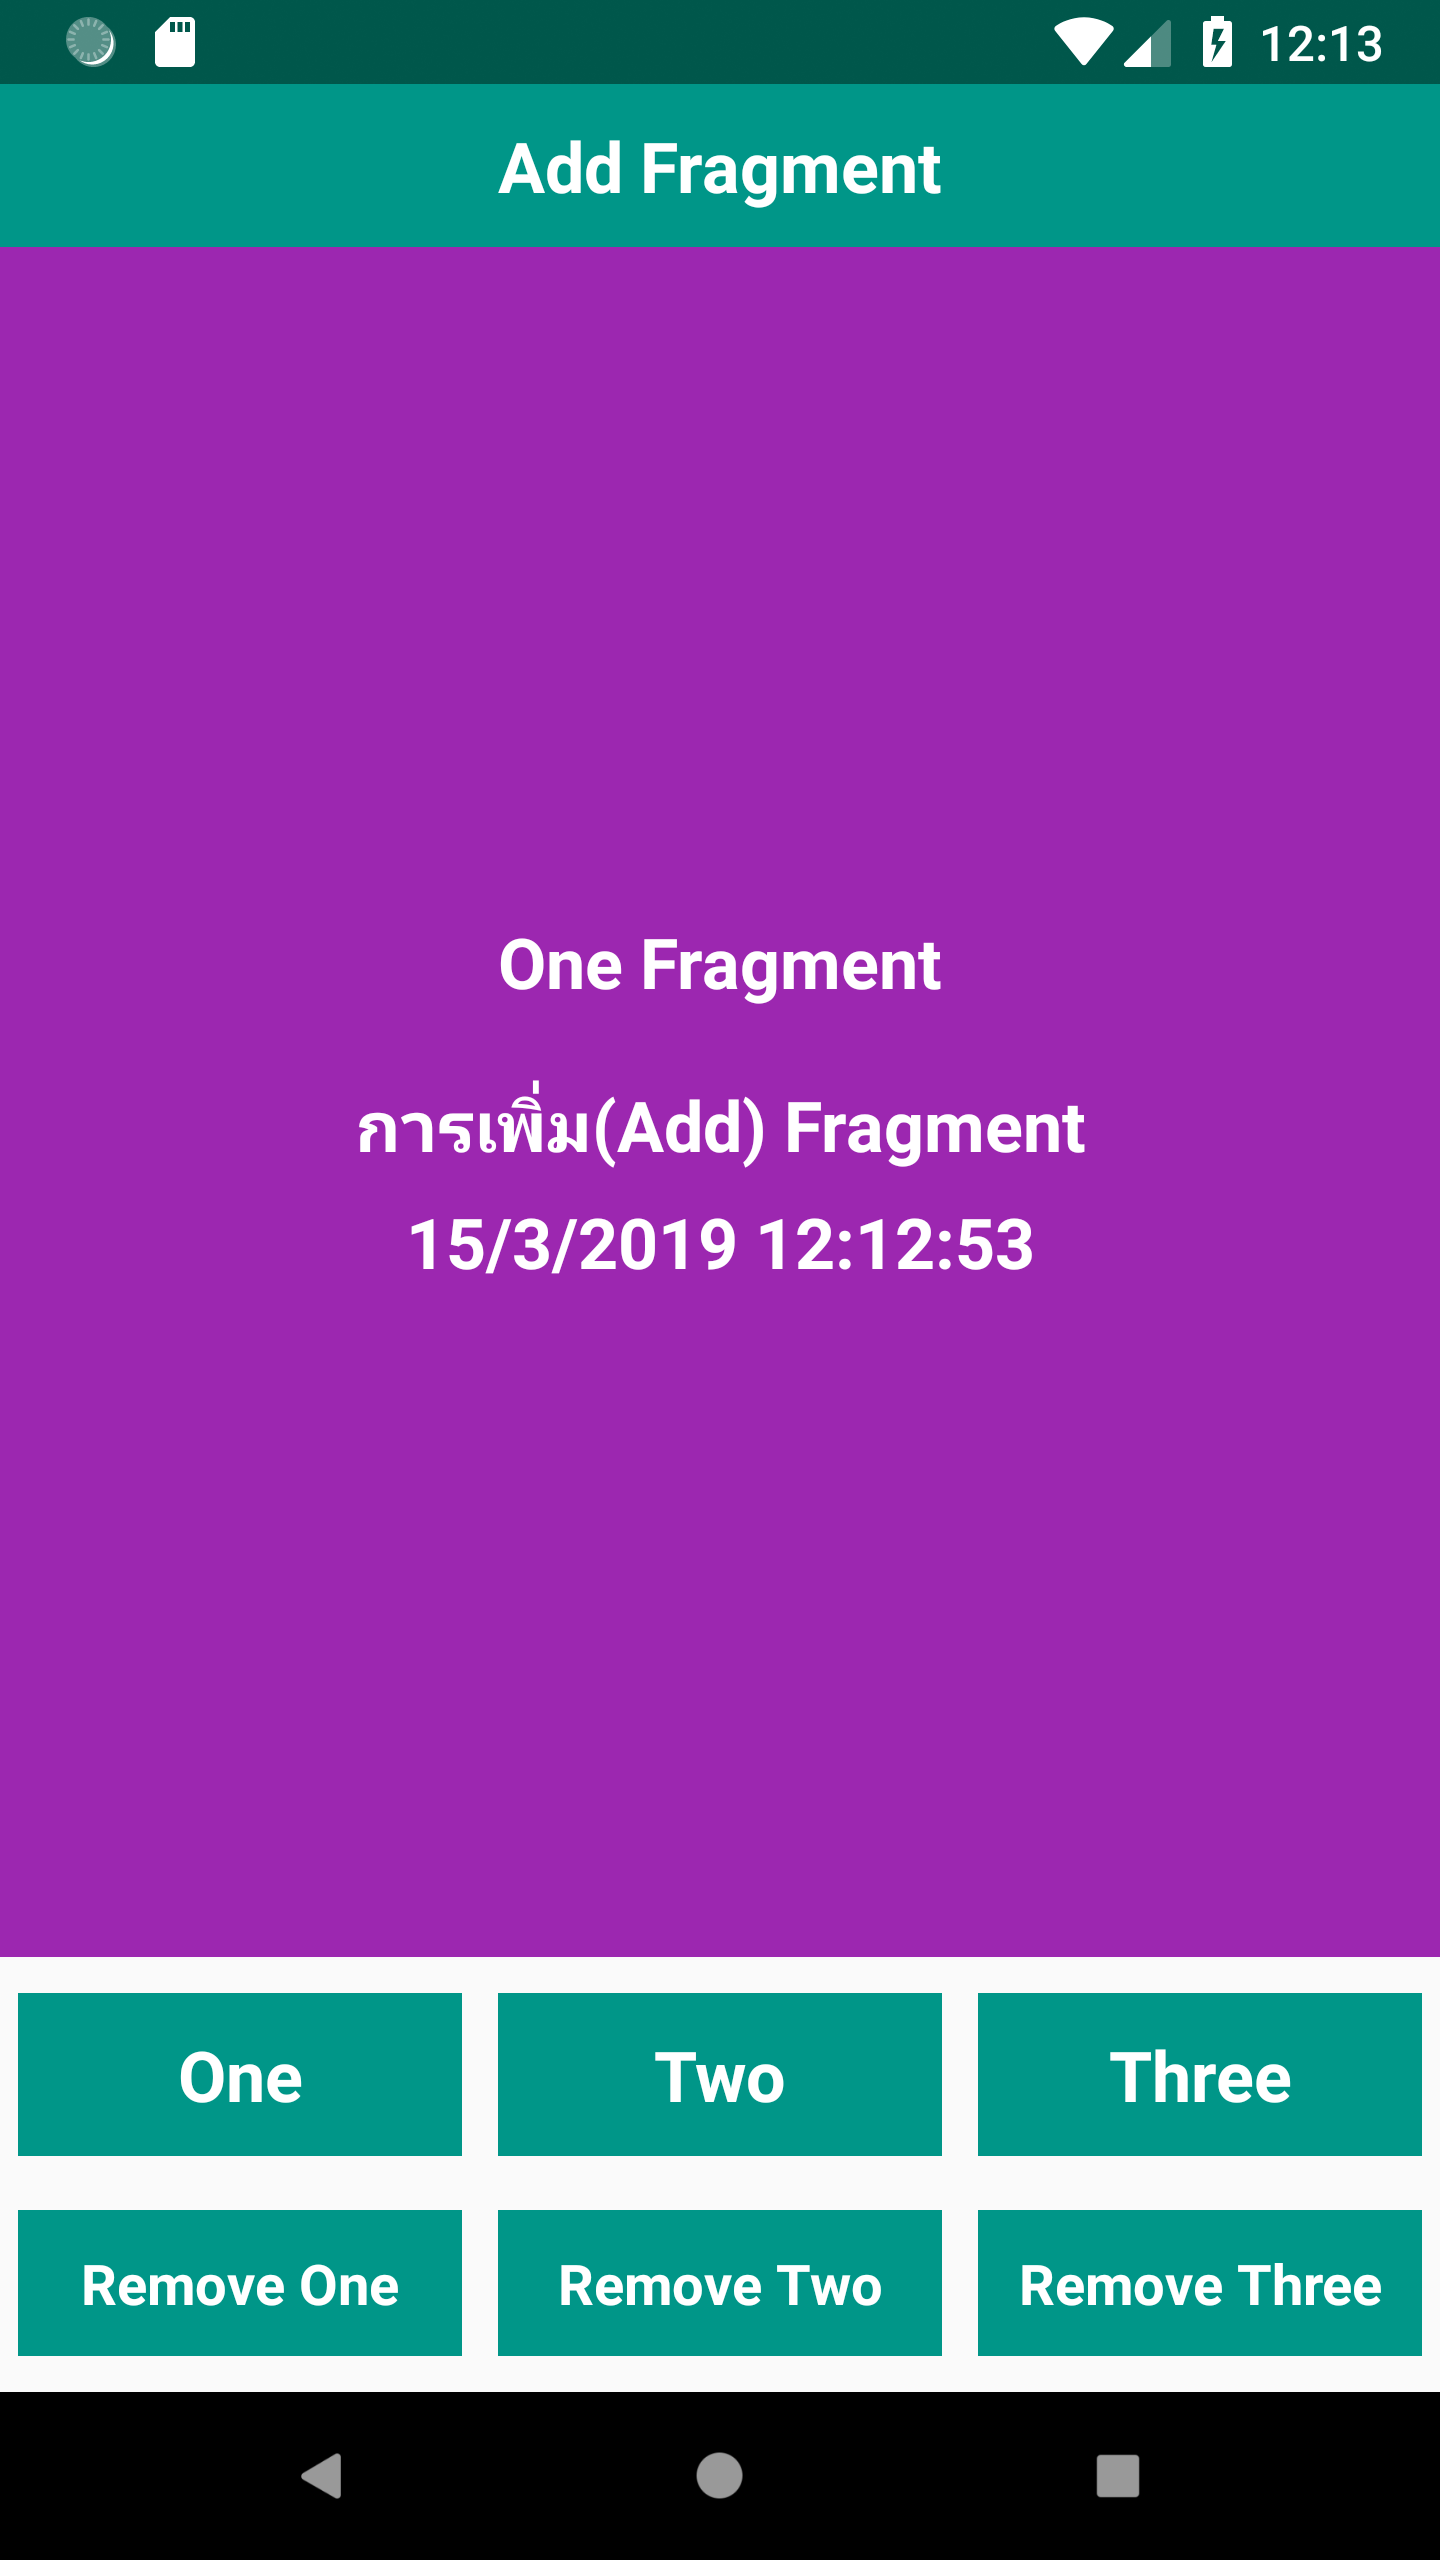 12:13
Add Fragment
One Fragment
การเพิ่ม(Add) Fragment
15/3/2019 12:12:53
One Two Three
Remove One Remove Two Remove Three